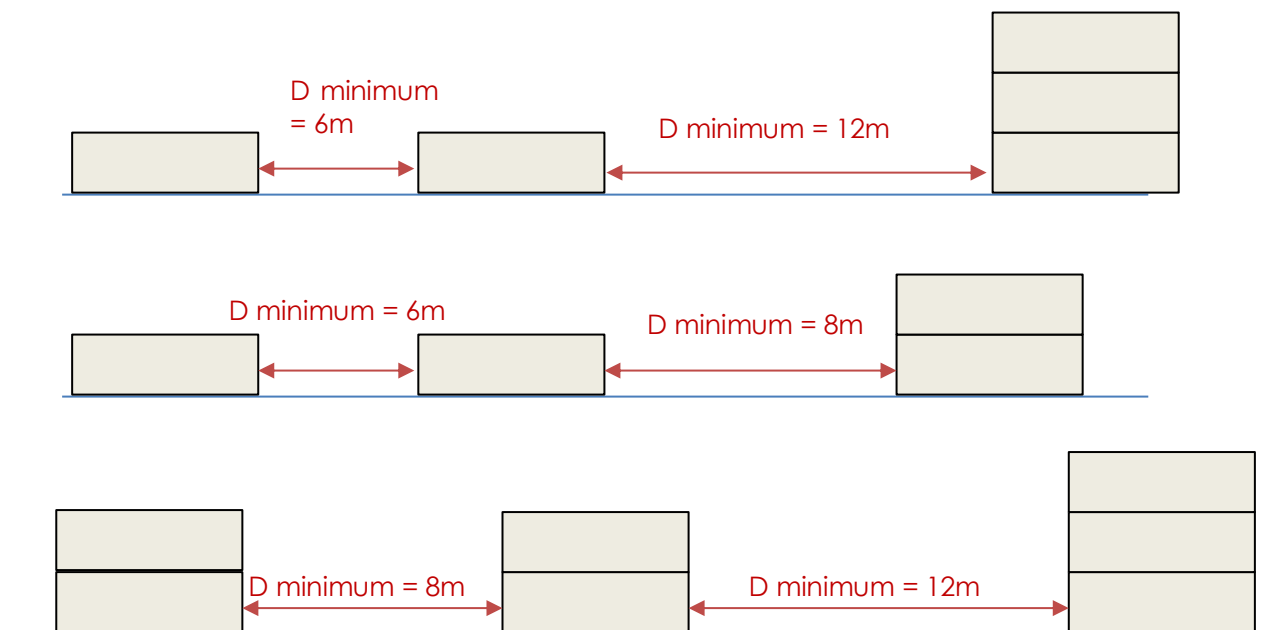 D minimum
= 6m
D minimum = 12m
D minimum = 6m
D minimum = 8m
D minimum = 8m
D minimum = 12m